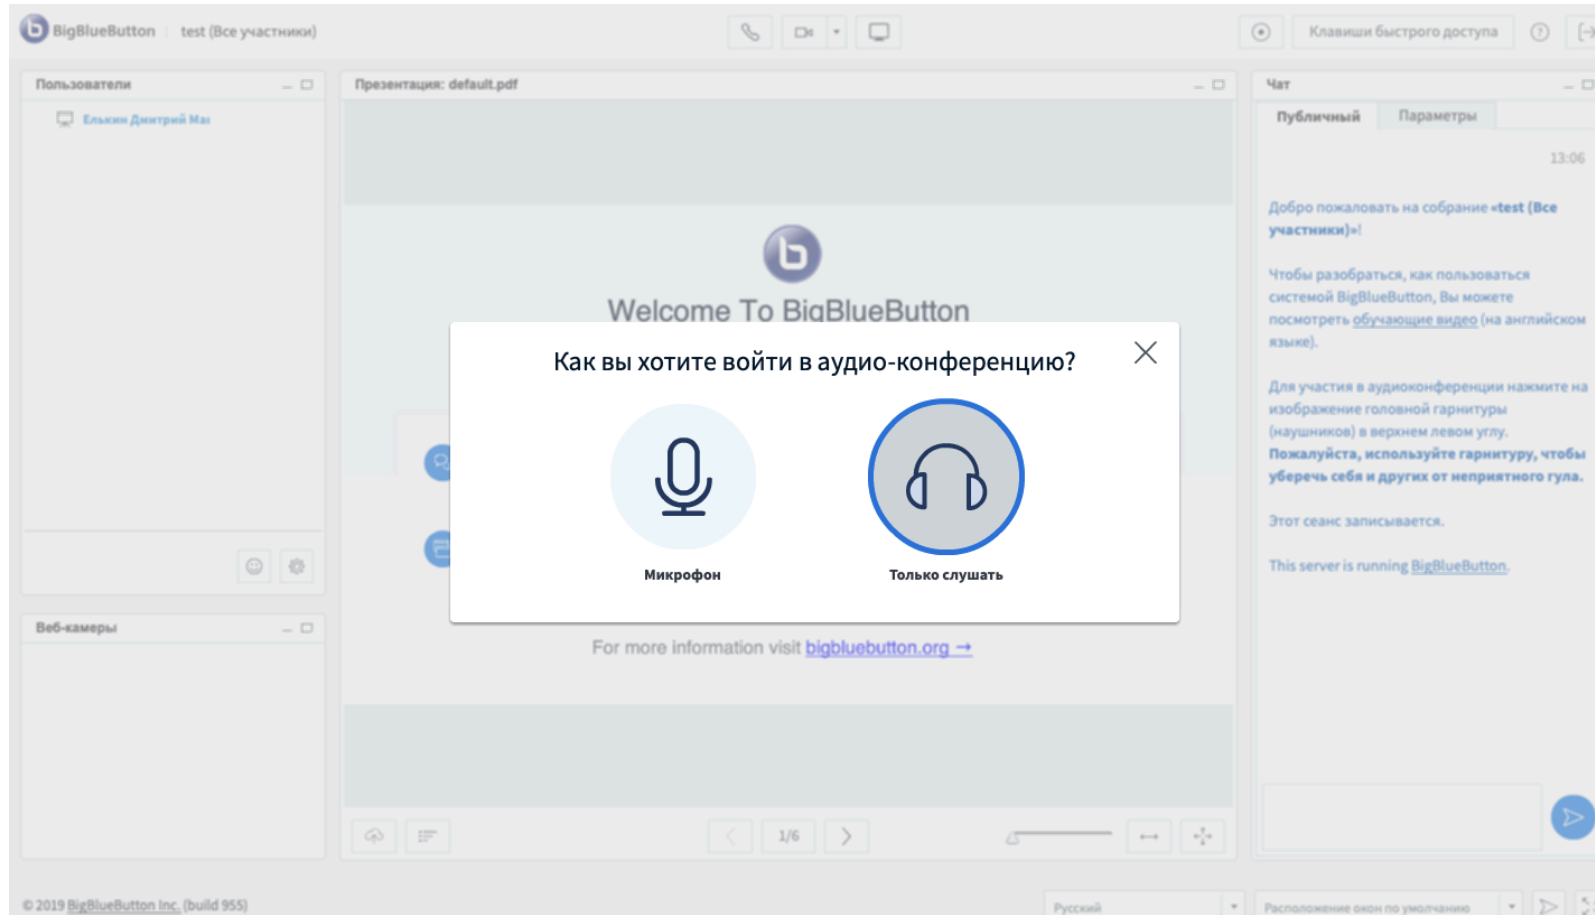 BigBlueButton
test (Все участники)
Клавиши быстрого доступа
Пользователи
Елькин Дмитрий
Веб-камеры
Презентация: default.pdf
Welcome To BigBlueButton
Как вы хотите войти в аудио-конференцию?
Микрофон
Только слушать
For more information visit bigbluebutton.org →
1/6
Чат
Публичный
Параметры
13:06
Добро пожаловать на собрание «test (Все
участники)»!
Чтобы разобраться, как пользоваться
системой BigBlueButton, Вы можете
посмотреть обучающие видео (на английском
языке).
Для участия в аудиоконференции нажмите на
изображение головной гарнитуры
(наушников) в верхнем левом углу.
Пожалуйста, используйте гарнитуру, чтобы
уберечь себя и других от неприятного гула.
Этот сеанс записывается.
This server is running BigBlueButton.
© 2019 BigBlueButton Inc. (build 955)
Русский
Расположение окон по умолчанию